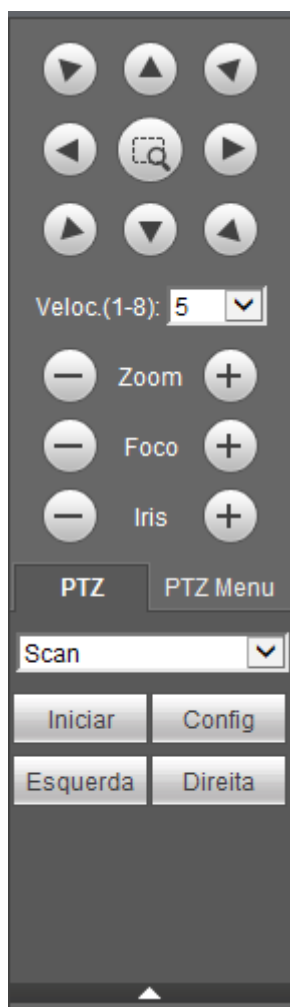 Veloc.(1-8): 5
Zoom
Foco
Iris
PTZ PTZ Menu
Scan
Iniciar Config
Esquerda Direita